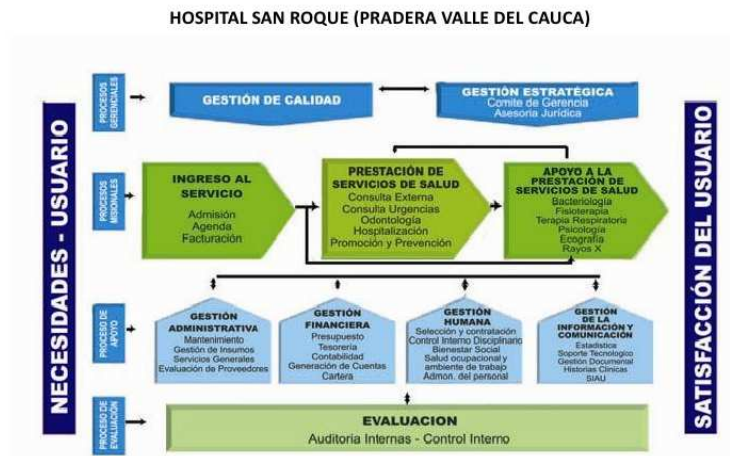 HOSPITAL SAN ROQUE (PRADERA VALLE DEL CAUCA)
NECESIDADES - USUARIO
PROCESOS
GERENCIALES
GESTIÓN DE CALIDAD
GESTIÓN ESTRATÉGICA
Comite de Gerencia
Asesoria Jurídica
PROCESOS
MISIONALES
INGRESO AL
SERVICIO
Admisión
Agenda
Facturación
PRESTACIÓN DE
SERVICIOS DE SALUD
Consulta Externa
Consulta Urgencias
Odontología
Hospitalización
Promoción y Prevención
APOYO A LA
PRESTACIÓN DE
SERVICIOS DE SALUD
Bacteriología
Fisioterapia
Terapia Respiratoria
Psicología
Ecografía
Rayos X
PROCESO DE
APOYO
GESTIÓN
ADMINISTRATIVA
Mantenimiento
Gestión de Insumos
Servicios Generales
Evaluación de Proveedores
GESTIÓN
FINANCIERA
Presupuesto
Tesorería
Contabilidad
Generación de Cuentas
Cartera
GESTIÓN
HUMANA
Selección y contratación
Control Interno Disciplinario
Bienestar Social
Salud ocupacional y
ambiente de trabajo
Admon. del personal
GESTIÓN
DE LA
INFORMACIÓN Y
COMUNICACIÓN
Estadística
Soporte Tecnologico
Gestión Documental
Historias Clinicas
SIAU
PROCESO DE
EVALUACIÓN
EVALUACION
Auditoria Internas - Control Interno
SATISFACCIÓN DEL USUARIO